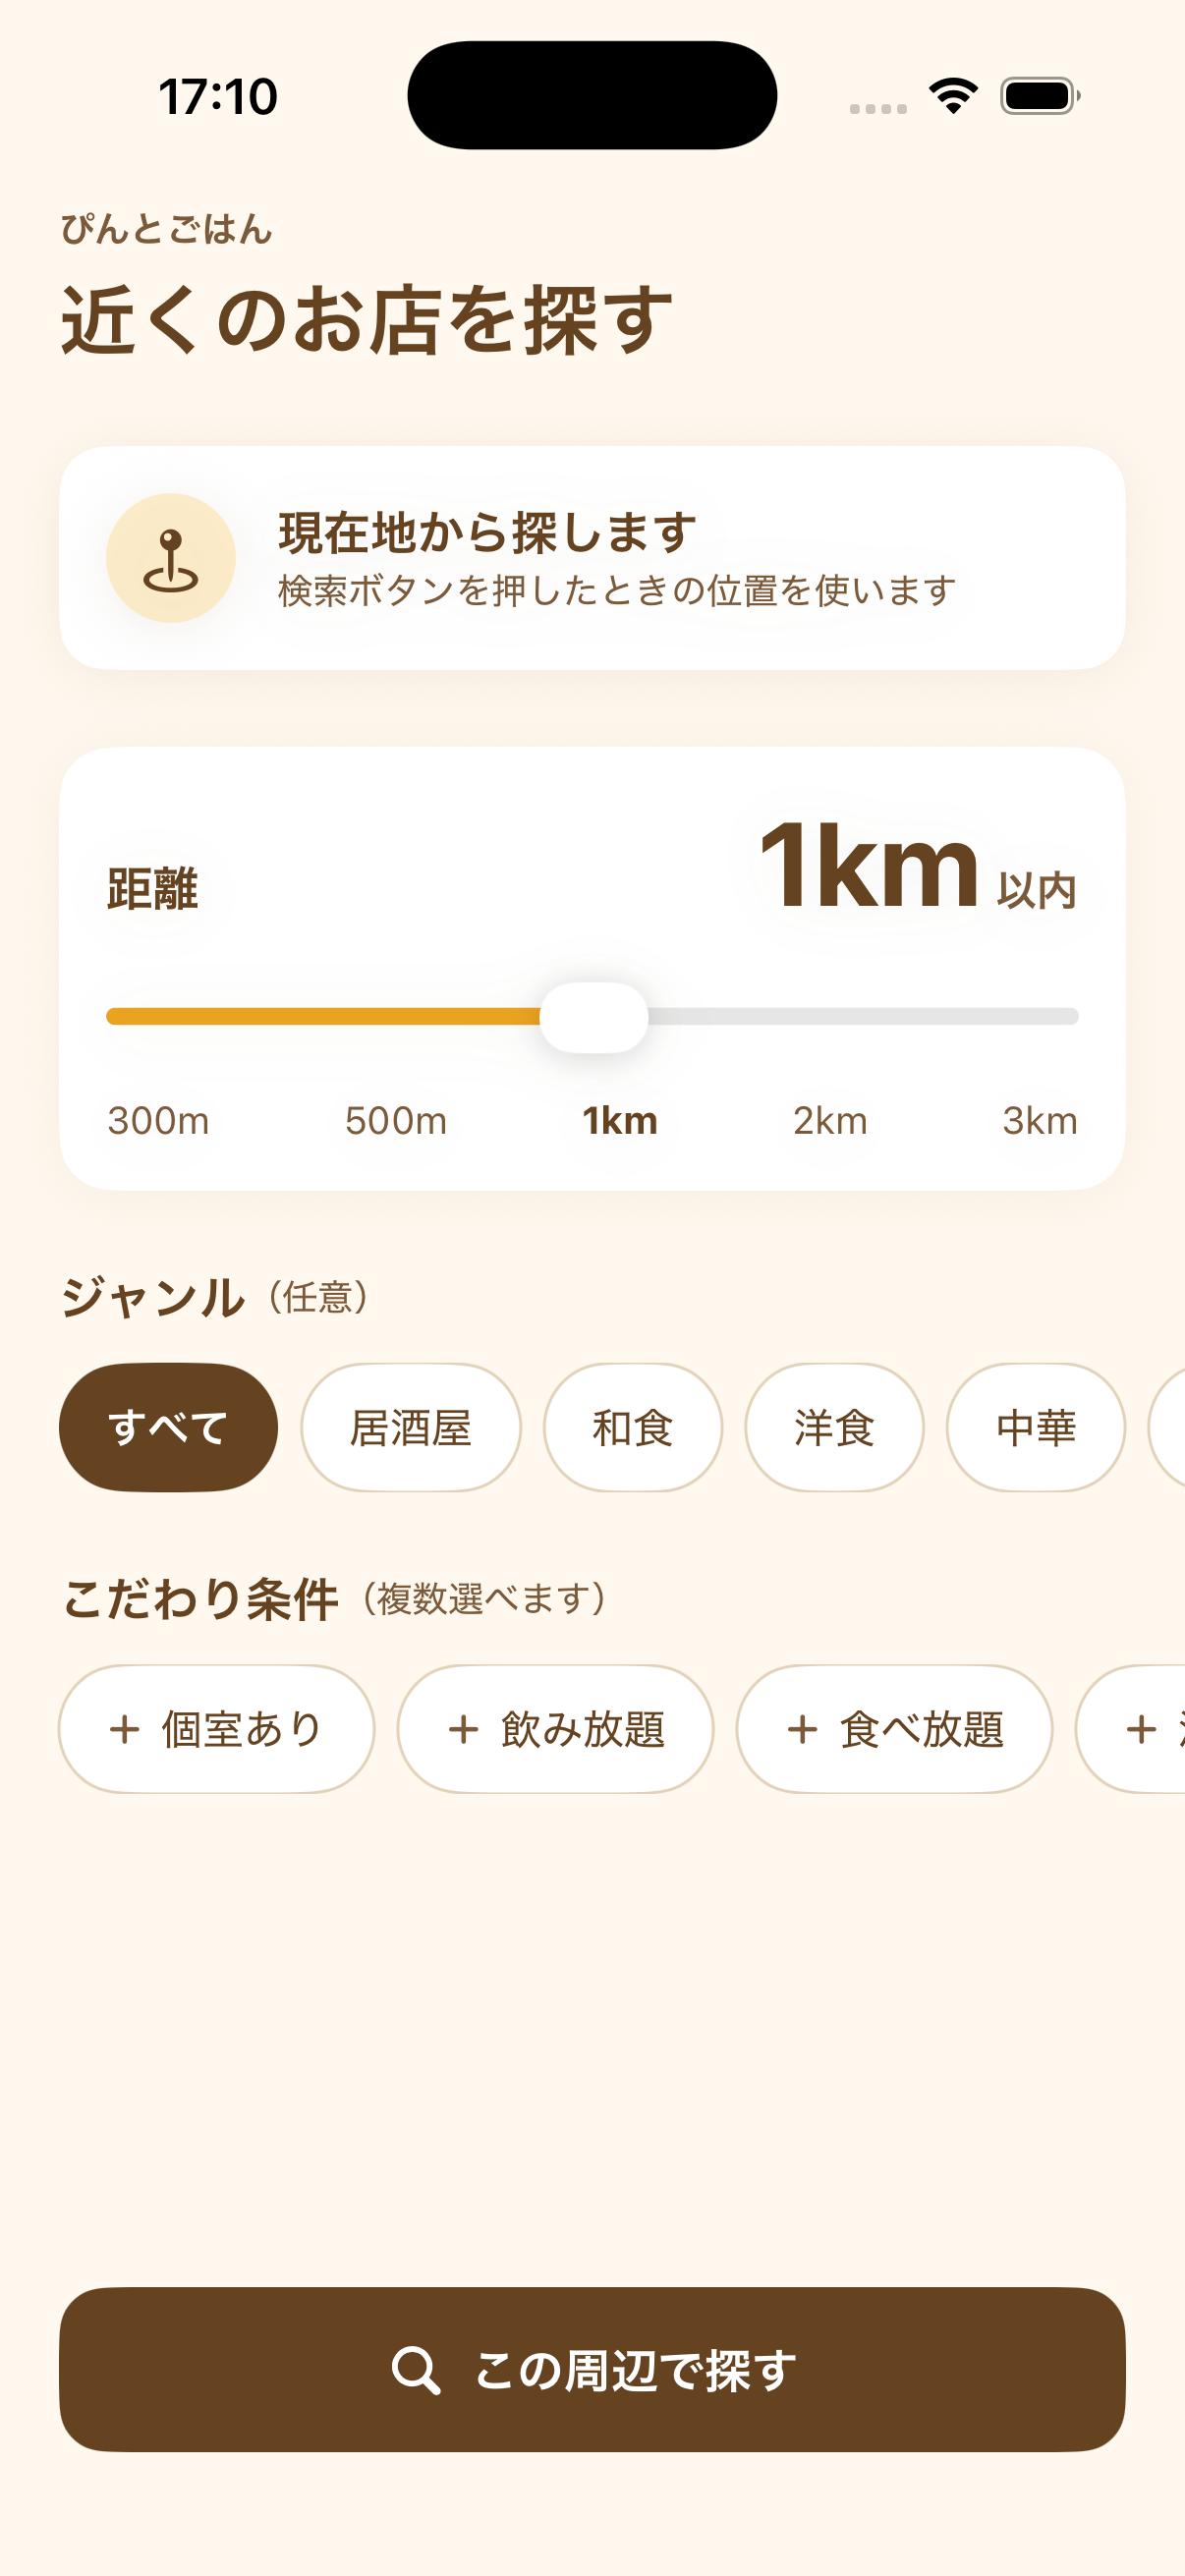 17:10
ぴんとごはん
近くのお店を探す
現在地から探します
検索ボタンを押したときの位置を使います
距離 1km 以内
300m 500m 1km 2km 3km
ジャンル（任意）
すべて 居酒屋 和食 洋食 中華
こだわり条件（複数選べます）
+ 個室あり + 飲み放題 + 食べ放題 +
この周辺で探す